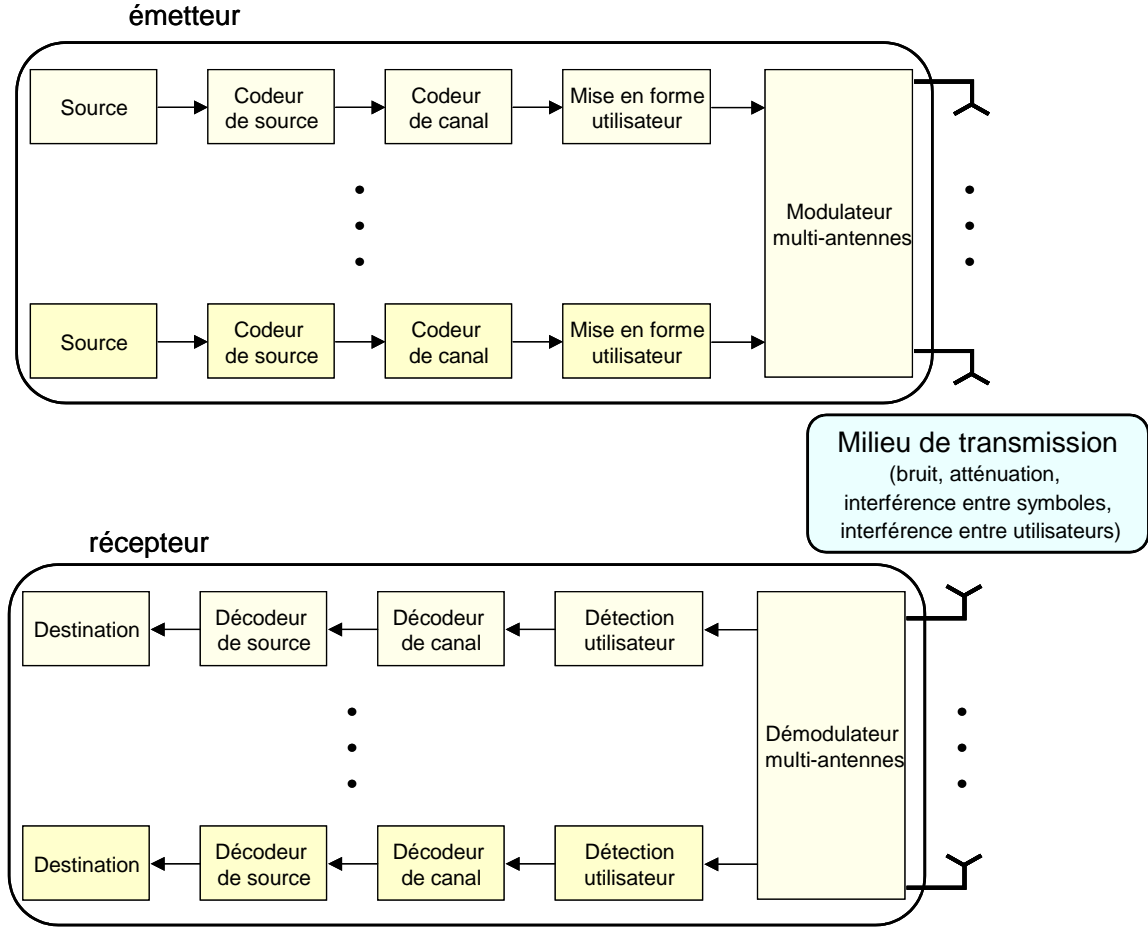 émetteur
Source
Codeur
de source
Codeur
de canal
Mise en forme
utilisateur
Modulateur
multi-antennes
Source
Codeur
de source
Codeur
de canal
Mise en forme
utilisateur
Milieu de transmission
(bruit, atténuation,
interférence entre symboles,
interférence entre utilisateurs)
récepteur
Destination
Décodeur
de source
Décodeur
de canal
Détection
utilisateur
Démodulateur
multi-antennes
Destination
Décodeur
de source
Décodeur
de canal
Détection
utilisateur